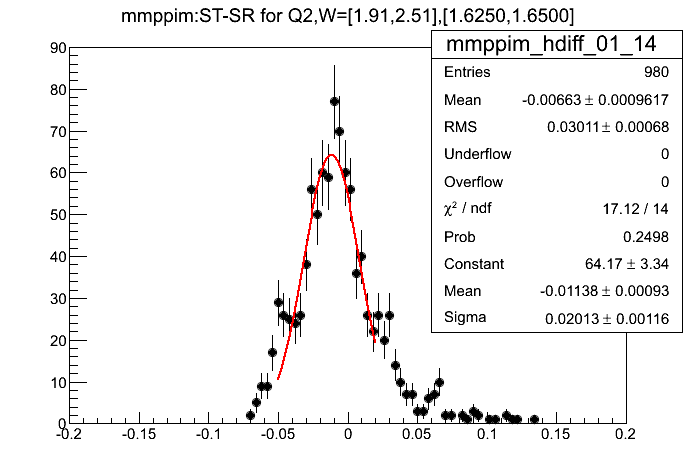 mmppim:ST-SR for Q2,W=[1.91,2.51],[1.6250,1.6500]
mmppim_hdiff_01_14
Entries 980
Mean -0.00663 ± 0.0009617
RMS 0.03011 ± 0.00068
Underflow 0
Overflow 0
χ² / ndf 17.12 / 14
Prob 0.2498
Constant 64.17 ± 3.34
Mean -0.01138 ± 0.00093
Sigma 0.02013 ± 0.00116
90
80
70
60
50
40
30
20
10
0
-0.2 -0.15 -0.1 -0.05 0 0.05 0.1 0.15 0.2